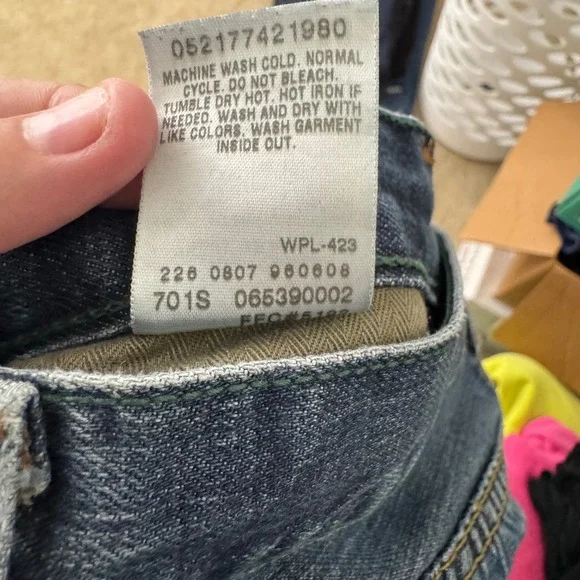 052177421980
MACHINE WASH COLD. NORMAL
CYCLE. DO NOT BLEACH.
TUMBLE DRY HOT. HOT IRON IF
NEEDED. WASH AND DRY WITH
LIKE COLORS. WASH GARMENT
INSIDE OUT.
WPL-423
226 0807 960608
701S 065390002